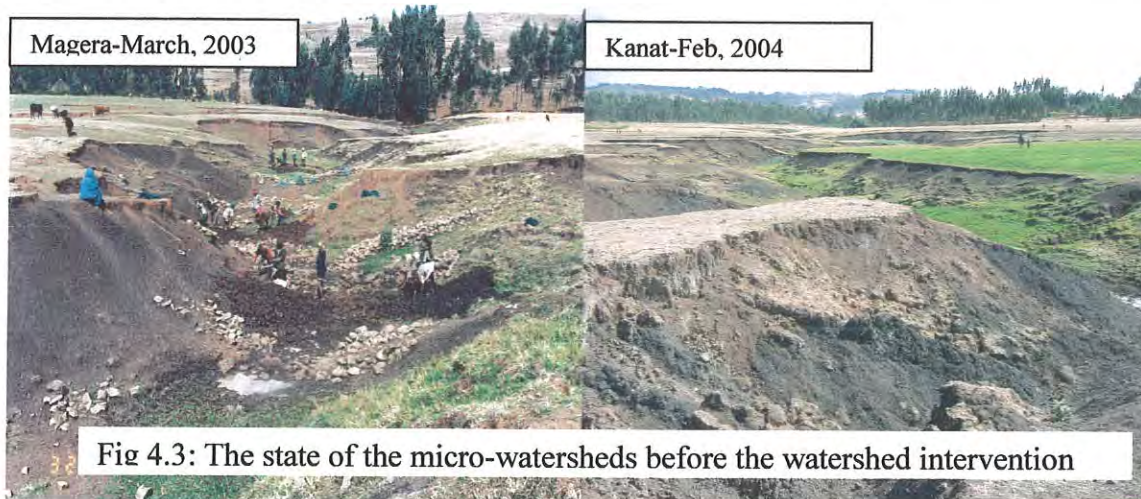 Magera-March, 2003
Kanat-Feb, 2004
Fig 4.3: The state of the micro-watersheds before the watershed intervention